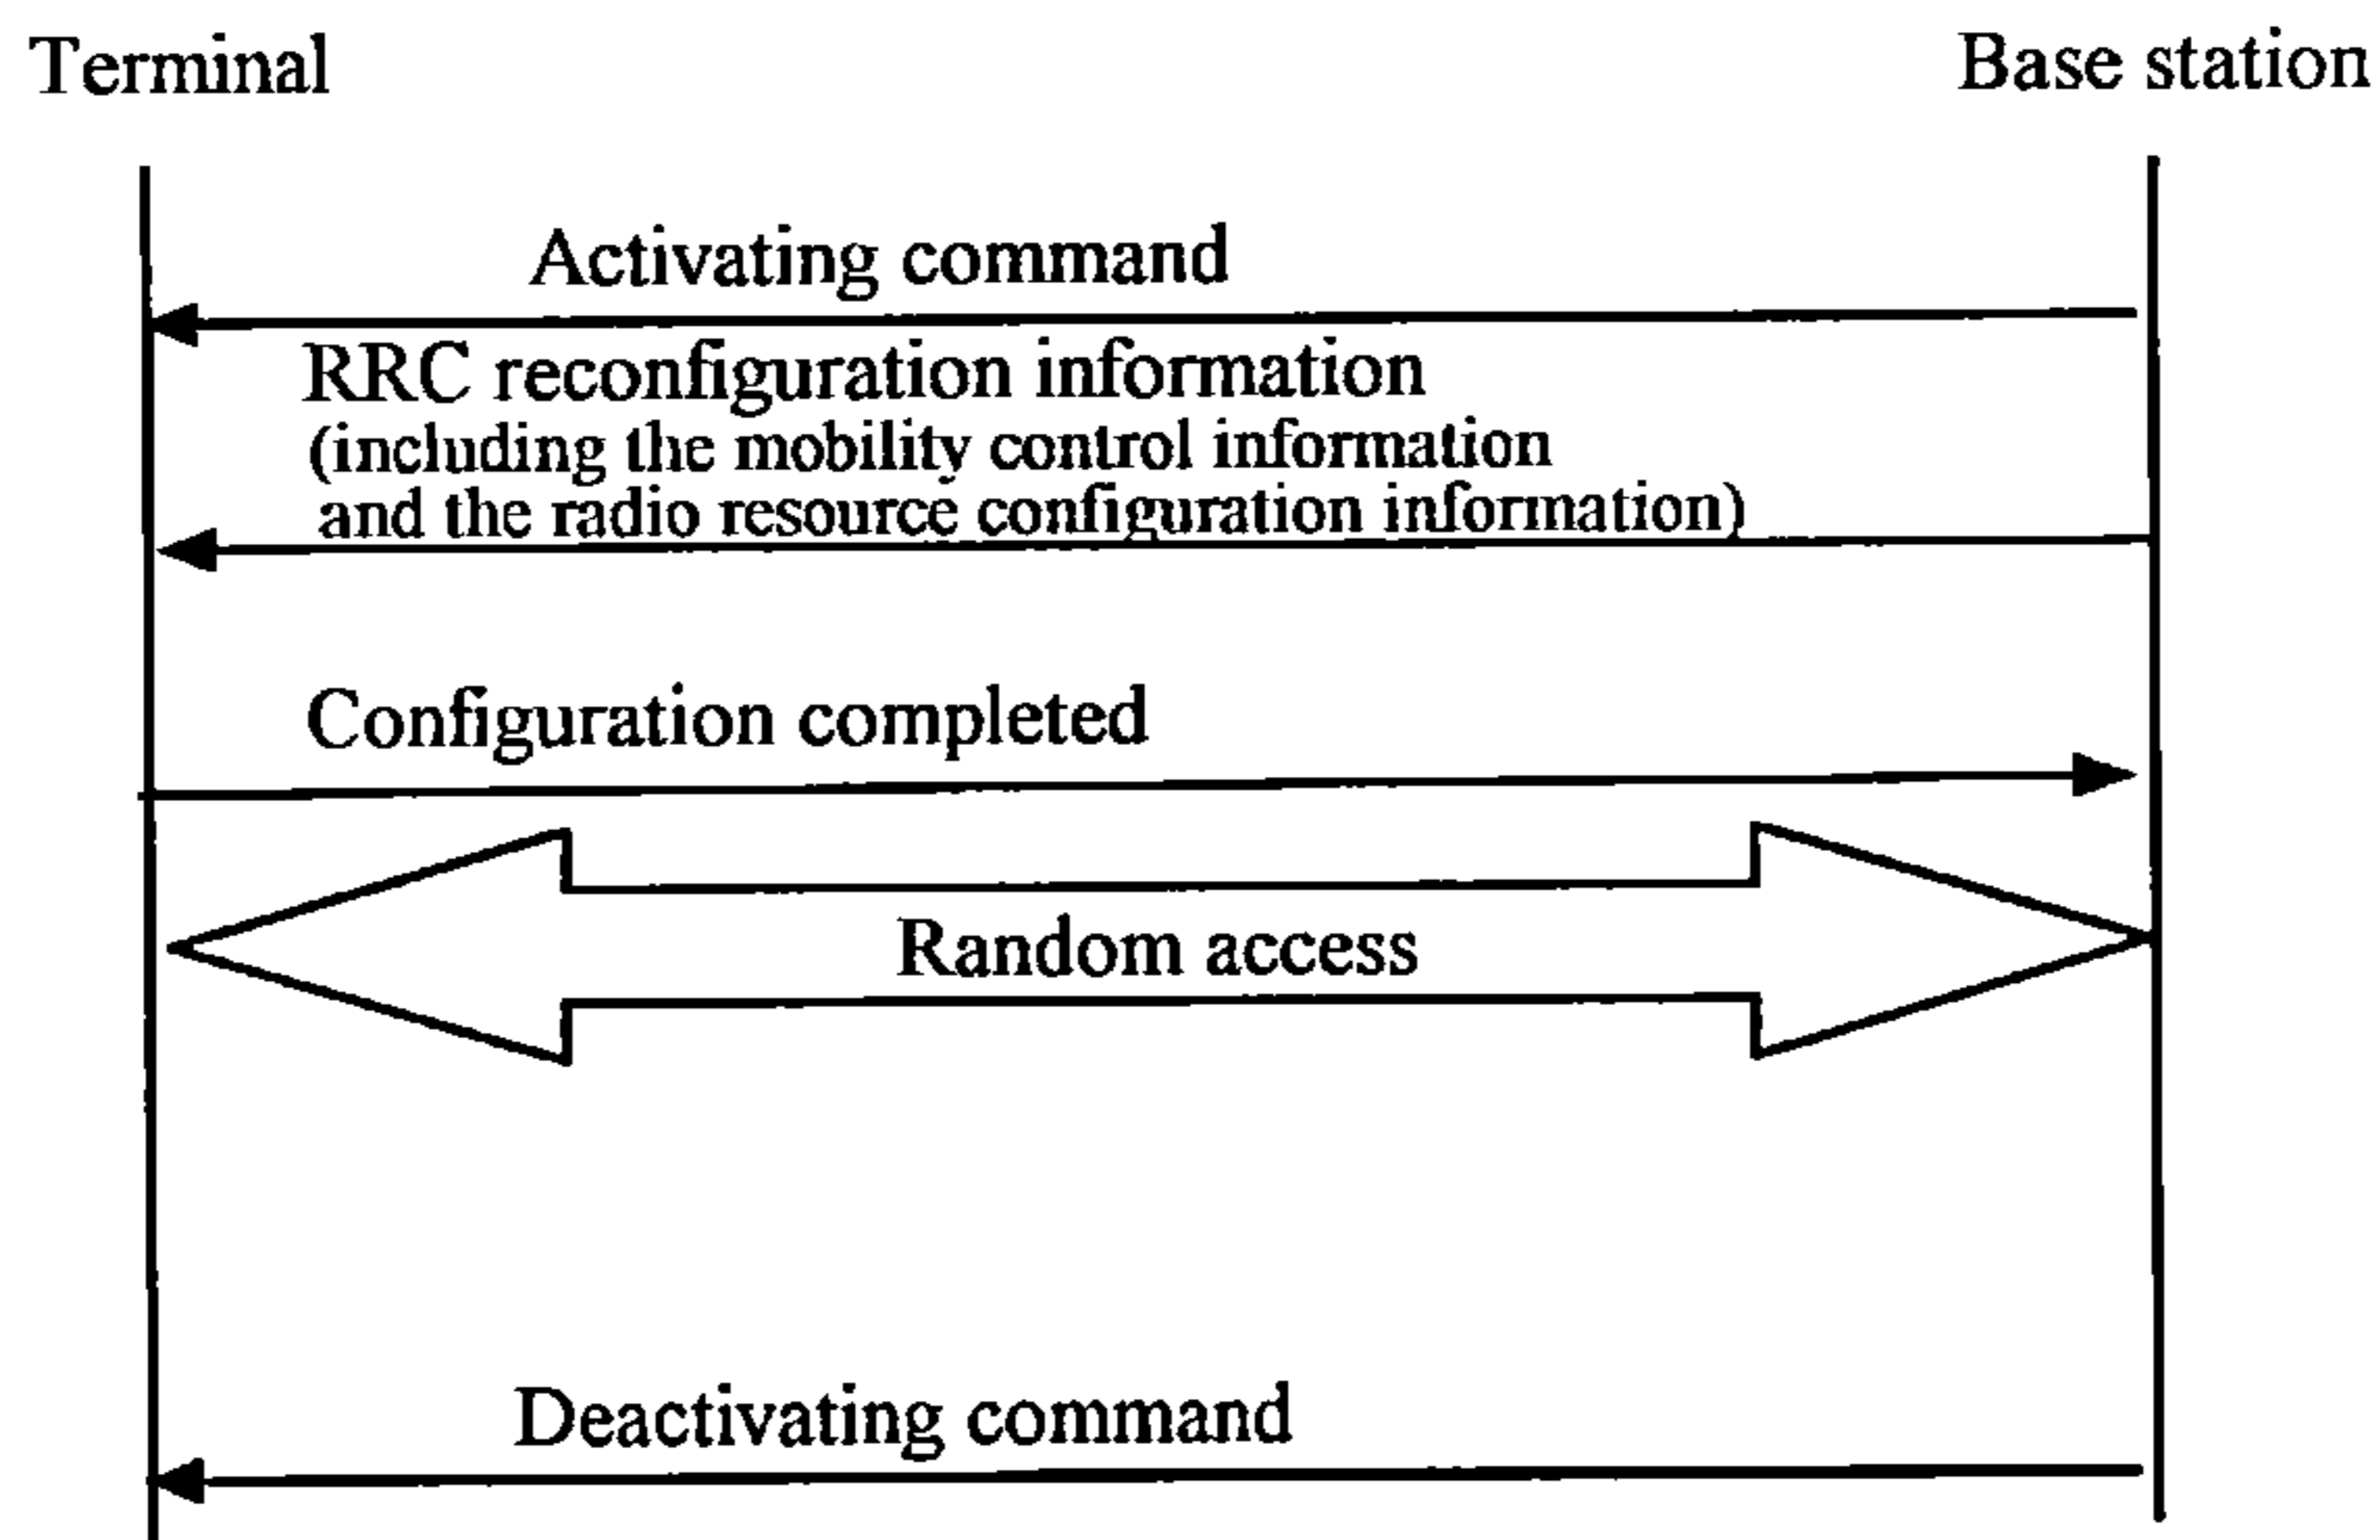 Terminal
Base station
Activating command
RRC reconfiguration information
(including the mobility control information
and the radio resource configuration information)
Configuration completed
Random access
Deactivating command